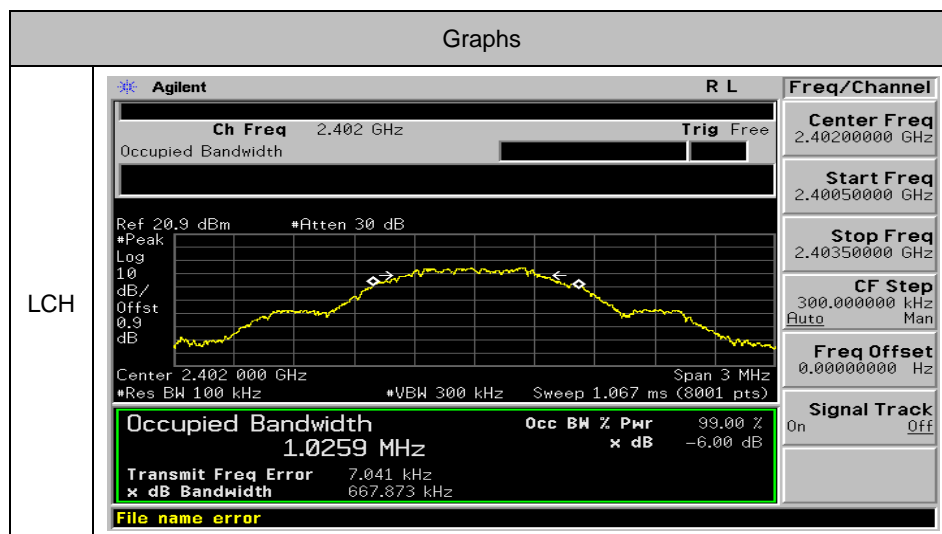 Graphs
LCH
Agilent
R L
Freq/Channel
Ch Freq 2.402 GHz
Trig Free
Occupied Bandwidth
Center Freq
2.40200000 GHz
Start Freq
2.40050000 GHz
Stop Freq
2.40350000 GHz
CF Step
300.000000 kHz
Auto Man
Freq Offset
0.00000000 Hz
Signal Track
On Off
Ref 20.9 dBm #Atten 30 dB
#Peak
Log
10
dB/
Offst
0.9
dB
Center 2.402 000 GHz Span 3 MHz
#Res BW 100 kHz #VBW 300 kHz Sweep 1.067 ms (8001 pts)
Occupied Bandwidth
1.0259 MHz
Occ BW % Pwr 99.00 %
x dB -6.00 dB
Transmit Freq Error 7.041 kHz
x dB Bandwidth 667.873 kHz
File name error